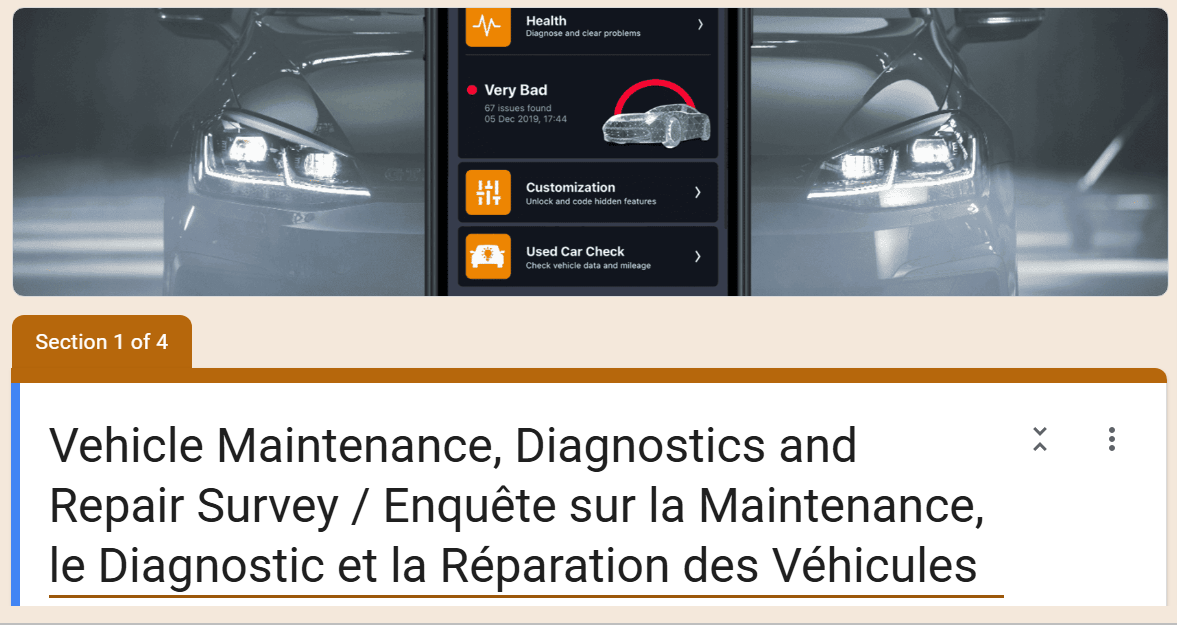 Health
Diagnose and clear problems
Very Bad
67 issues found
05 Dec 2019, 17:44
Customization
Unlock and code hidden features
Used Car Check
Check vehicle data and mileage
Section 1 of 4
Vehicle Maintenance, Diagnostics and
Repair Survey / Enquête sur la Maintenance,
le Diagnostic et la Réparation des Véhicules